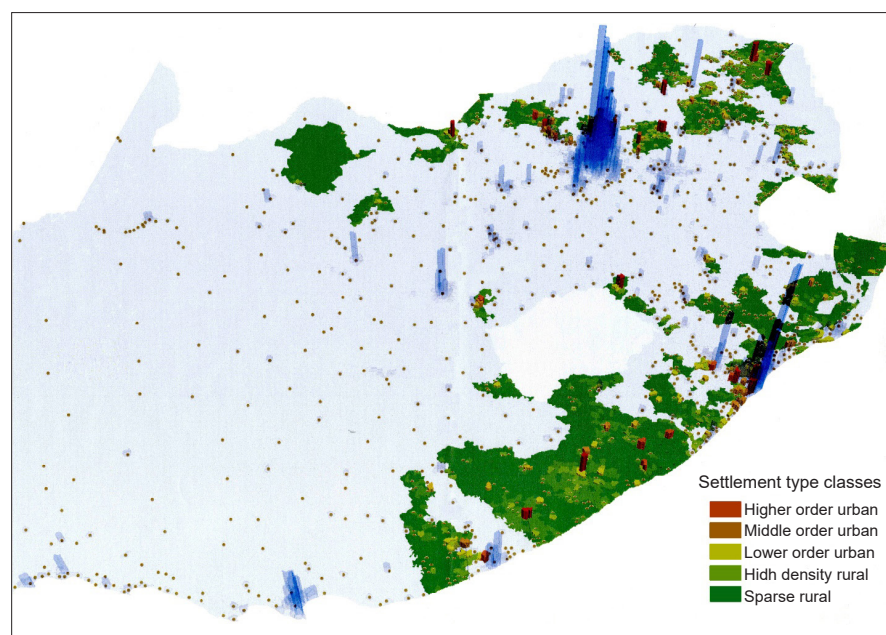 Settlement type classes
Higher order urban
Middle order urban
Lower order urban
Hidh density rural
Sparse rural